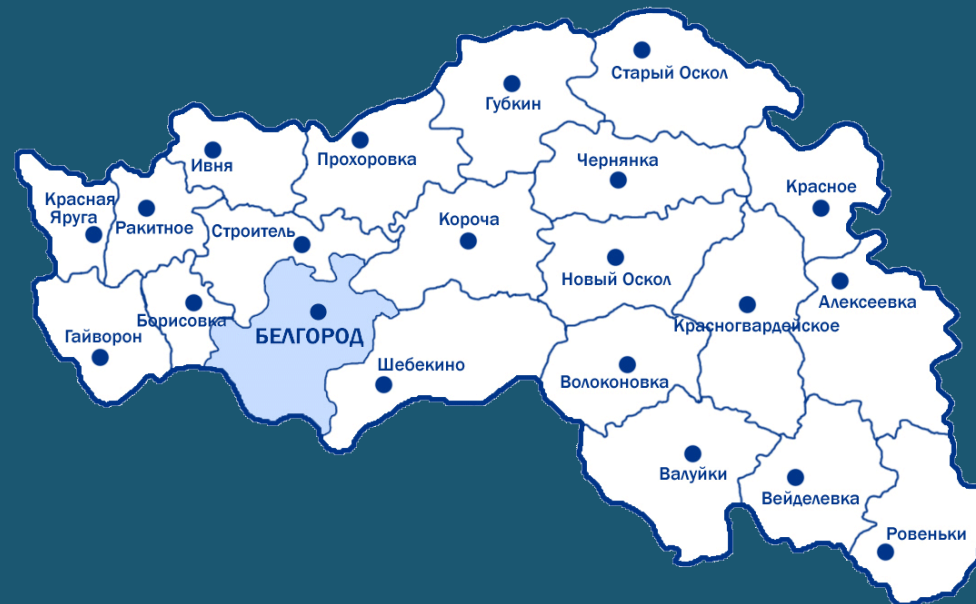 Старый Оскол
Губкин
Прохоровка
Ивня
Чернянка
Красное
Красная
Яруга
Ракитное
Строитель
Короча
Новый Оскол
Алексеевка
Борисовка
Гайворон
БЕЛГОРОД
Красногвардейское
Шебекино
Волоконовка
Валуйки
Вейделевка
Ровеньки